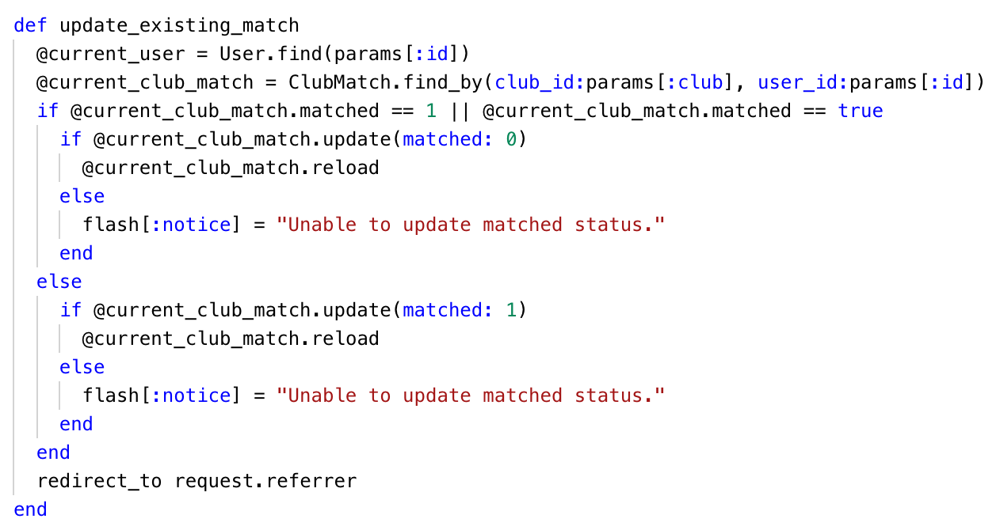 def update_existing_match
  @current_user = User.find(params[:id])
  @current_club_match = ClubMatch.find_by(club_id:params[:club], user_id:params[:id])
  if @current_club_match.matched == 1 || @current_club_match.matched == true
    if @current_club_match.update(matched: 0)
      @current_club_match.reload
    else
      flash[:notice] = "Unable to update matched status."
    end
  else
    if @current_club_match.update(matched: 1)
      @current_club_match.reload
    else
      flash[:notice] = "Unable to update matched status."
    end
  end
  redirect_to request.referrer
end